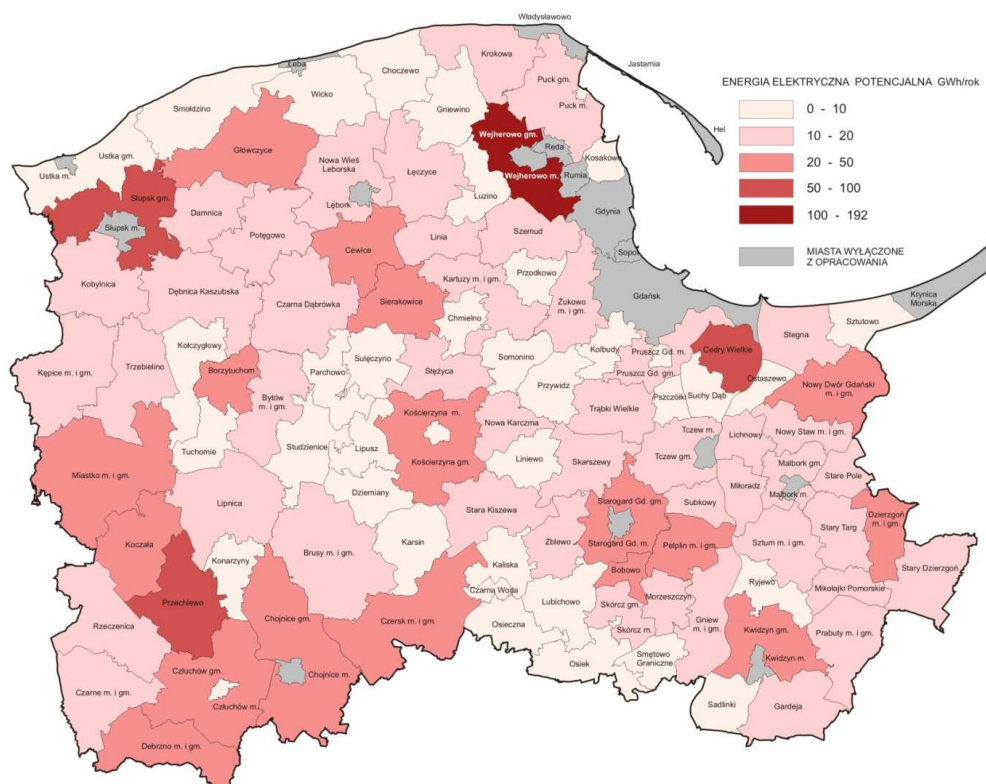 Władysławowo
Łeba
Choczewo
Krokowa
Jastarnia
Wicko
Puck gm.
Smołdzino
Gniewino
Puck m.
Hel
Ustka gm.
Ustka m.
Główczyce
Nowa Wieś
Leborska
Łęczyce
Wejherowo gm.
Reda
Kosakowo
Wejherowo m.
Rumia
Luzino
Gdynia
Słupsk gm.
Słupsk m.
Damnica
Potęgowo
Lębork
Cewice
Linia
Szemud
Sopot
Kobylnica
Dębnica Kaszubska
Czarna Dąbrówka
Sierakowice
Kartuzy m. i gm.
Przodkowo
Chmielno
Żukowo
m. i gm.
Gdańsk
ENERGIA ELEKTRYCZNA POTENCJALNA GWh/rok
0 - 10
10 - 20
20 - 50
50 - 100
100 - 192
MIASTA WYŁĄCZONE
Z OPRACOWANIA
Krynica
Morska
Stegna
Sztutowo
Kępice m. i gm.
Trzebielino
Kołczygłowy
Borzytuchom
Parchowo
Sulęczyno
Stężyca
Somonino
Kolbudy
Pruszcz Gd. m.
Pruszcz Gd. gm.
Cedry Wielkie
Ostaszewo
Nowy Dwór Gdański
m. i gm.
Bytów
m. i gm.
Przywidz
Pszczółki
Suchy Dąb
Trąbki Wielkie
Tuchomie
Studzienice
Lipusz
Kościerzyna m.
Kościerzyna gm.
Nowa Karczma
Liniewo
Skarszewy
Tczew m.
Tczew gm.
Lichnowy
Nowy Staw m. i gm.
Malbork gm.
Malbork m.
Stare Pole
Miłoradz
Miastko m. i gm.
Dziemiany
Lipnica
Stara Kiszewa
Starogard Gd. gm.
Starogard Gd. m.
Subkowy
Dzierzgoń
m. i gm.
Stary Targ
Sztum m. i gm.
Koczała
Konarzyny
Brusy m. i gm.
Karsin
Zblewo
Kaliska
Pelplin m. i gm.
Bobowo
Stary Dzierzgoń
Ryjewo
Mikołajki Pomorskie
Przechlewo
Rzeczenica
Chojnice gm.
Czersk m. i gm.
Czarna Woda
Osieczna
Lubichowo
Skórcz gm.
Skórcz m.
Morzeszczyn
Gniew
m. i gm.
Kwidzyn gm.
Kwidzyn m.
Prabuty m. i gm.
Człuchów gm.
Człuchów m.
Chojnice m.
Osiek
Smętowo
Graniczne
Czarne m. i gm.
Debrzno m. i gm.
Sadlinki
Gardeja